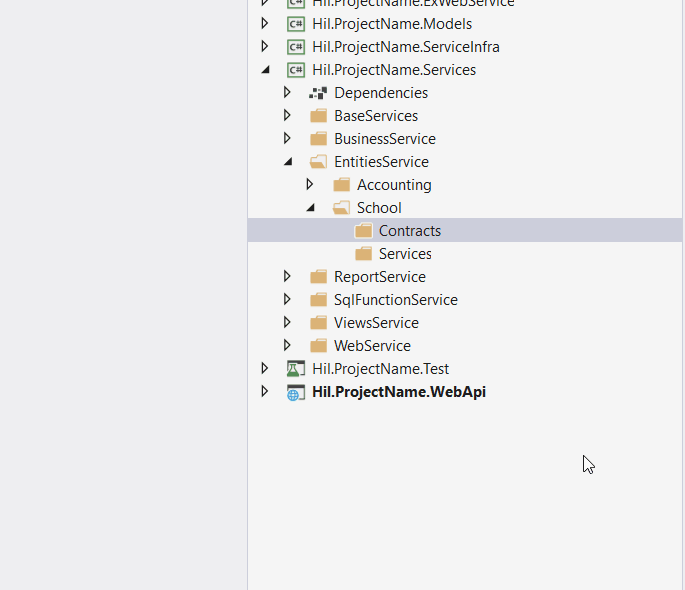 Hil.ProjectName.ExWebService
C# Hil.ProjectName.Models
C# Hil.ProjectName.ServiceInfra
C# Hil.ProjectName.Services
Dependencies
BaseServices
BusinessService
EntitiesService
Accounting
School
Contracts
Services
ReportService
SqlFunctionService
ViewsService
WebService
Hil.ProjectName.Test
Hil.ProjectName.WebApi